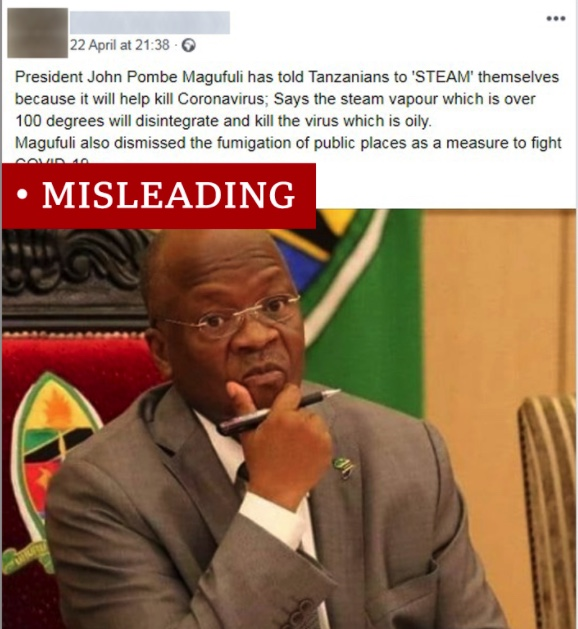 22 April at 21:38
President John Pombe Magufuli has told Tanzanians to 'STEAM' themselves
because it will help kill Coronavirus; Says the steam vapour which is over
100 degrees will disintegrate and kill the virus which is oily.
Magufuli also dismissed the fumigation of public places as a measure to fight
COVID-19
• MISLEADING